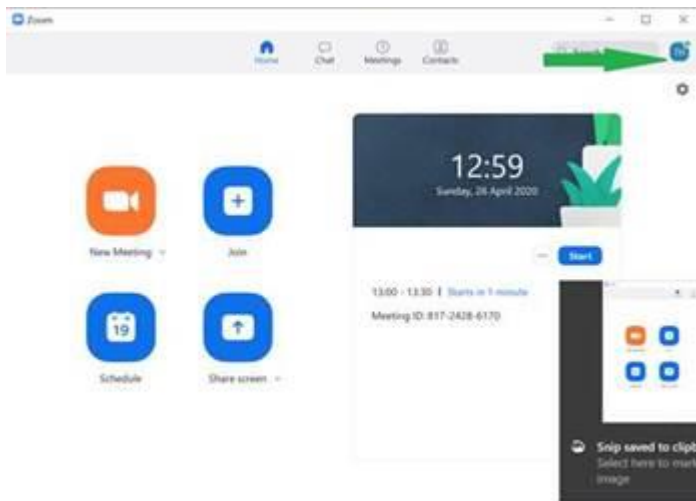 Zoom
Home
Chat
Meetings
Contacts
12:59
Sunday, 26 April 2020
New Meeting
Join
Start
13:00 - 13:30 | Starts in 1 minute
Meeting ID: 817-2428-6170
19
Schedule
Share screen
Snip saved to clipb
Select here to mark
image